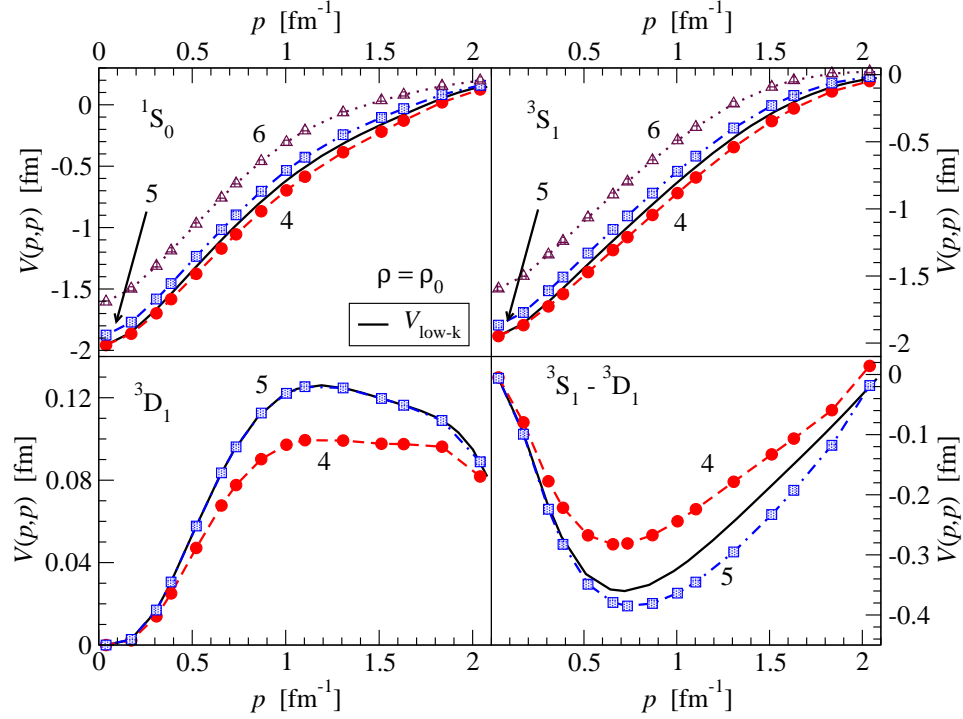 p [fm⁻¹] p [fm⁻¹]
0 0.5 1 1.5 2 0.5 1 1.5 2
V(p,p) [fm]
0
-0.5
-1
-1.5
-2
¹S₀
6
5
4
ρ = ρ₀
V_low-k
³S₁
6
5
4
0
-0.5
-1
-1.5
-2
V(p,p) [fm]
V(p,p) [fm]
0.12
0.08
0.04
0
³D₁
5
4
³S₁ - ³D₁
4
5
0
-0.1
-0.2
-0.3
-0.4
V(p,p) [fm]
0 0.5 1 1.5 2 0.5 1 1.5 2
p [fm⁻¹] p [fm⁻¹]